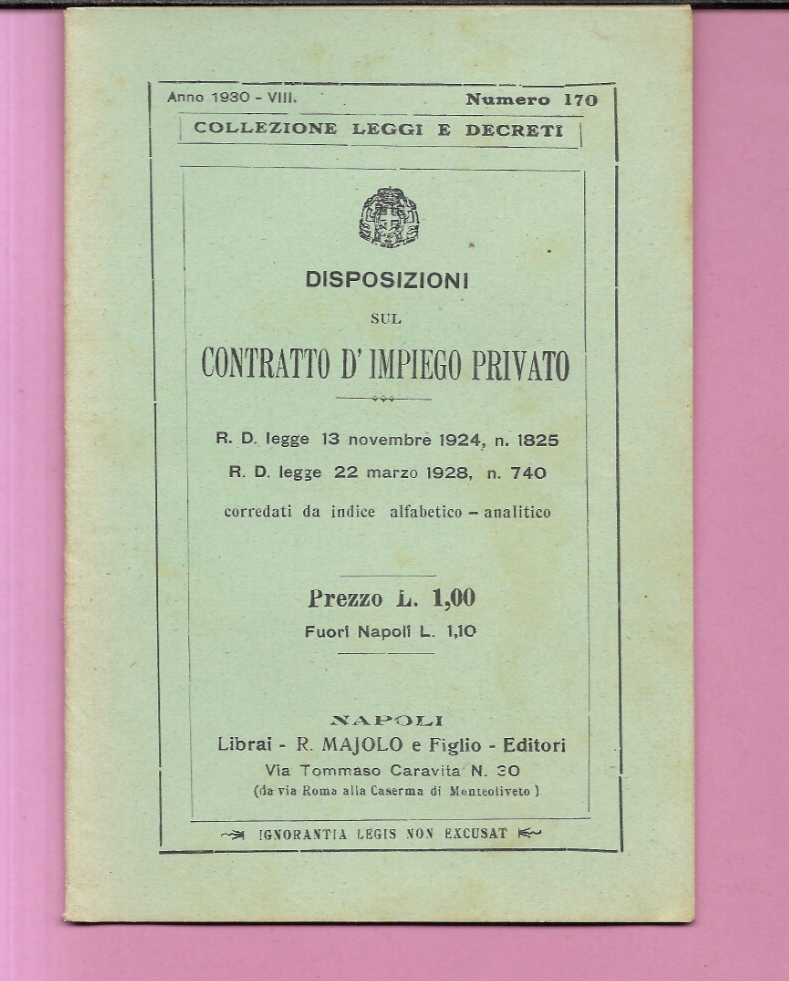 Anno 1930 - VIII.
Numero 170
COLLEZIONE LEGGI E DECRETI
DISPOSIZIONI
SUL
CONTRATTO D' IMPIEGO PRIVATO
R. D. legge 13 novembre 1924, n. 1825
R. D. legge 22 marzo 1928, n. 740
corredati da indice alfabetico – analitico
Prezzo L. 1,00
Fuori Napoli L. 1,10
NAPOLI
Librai - R. MAJOLO e Figlio - Editori
Via Tommaso Caravita N. 30
(da via Roma alla Caserma di Monteoliveto )
IGNORANTIA LEGIS NON EXCUSAT